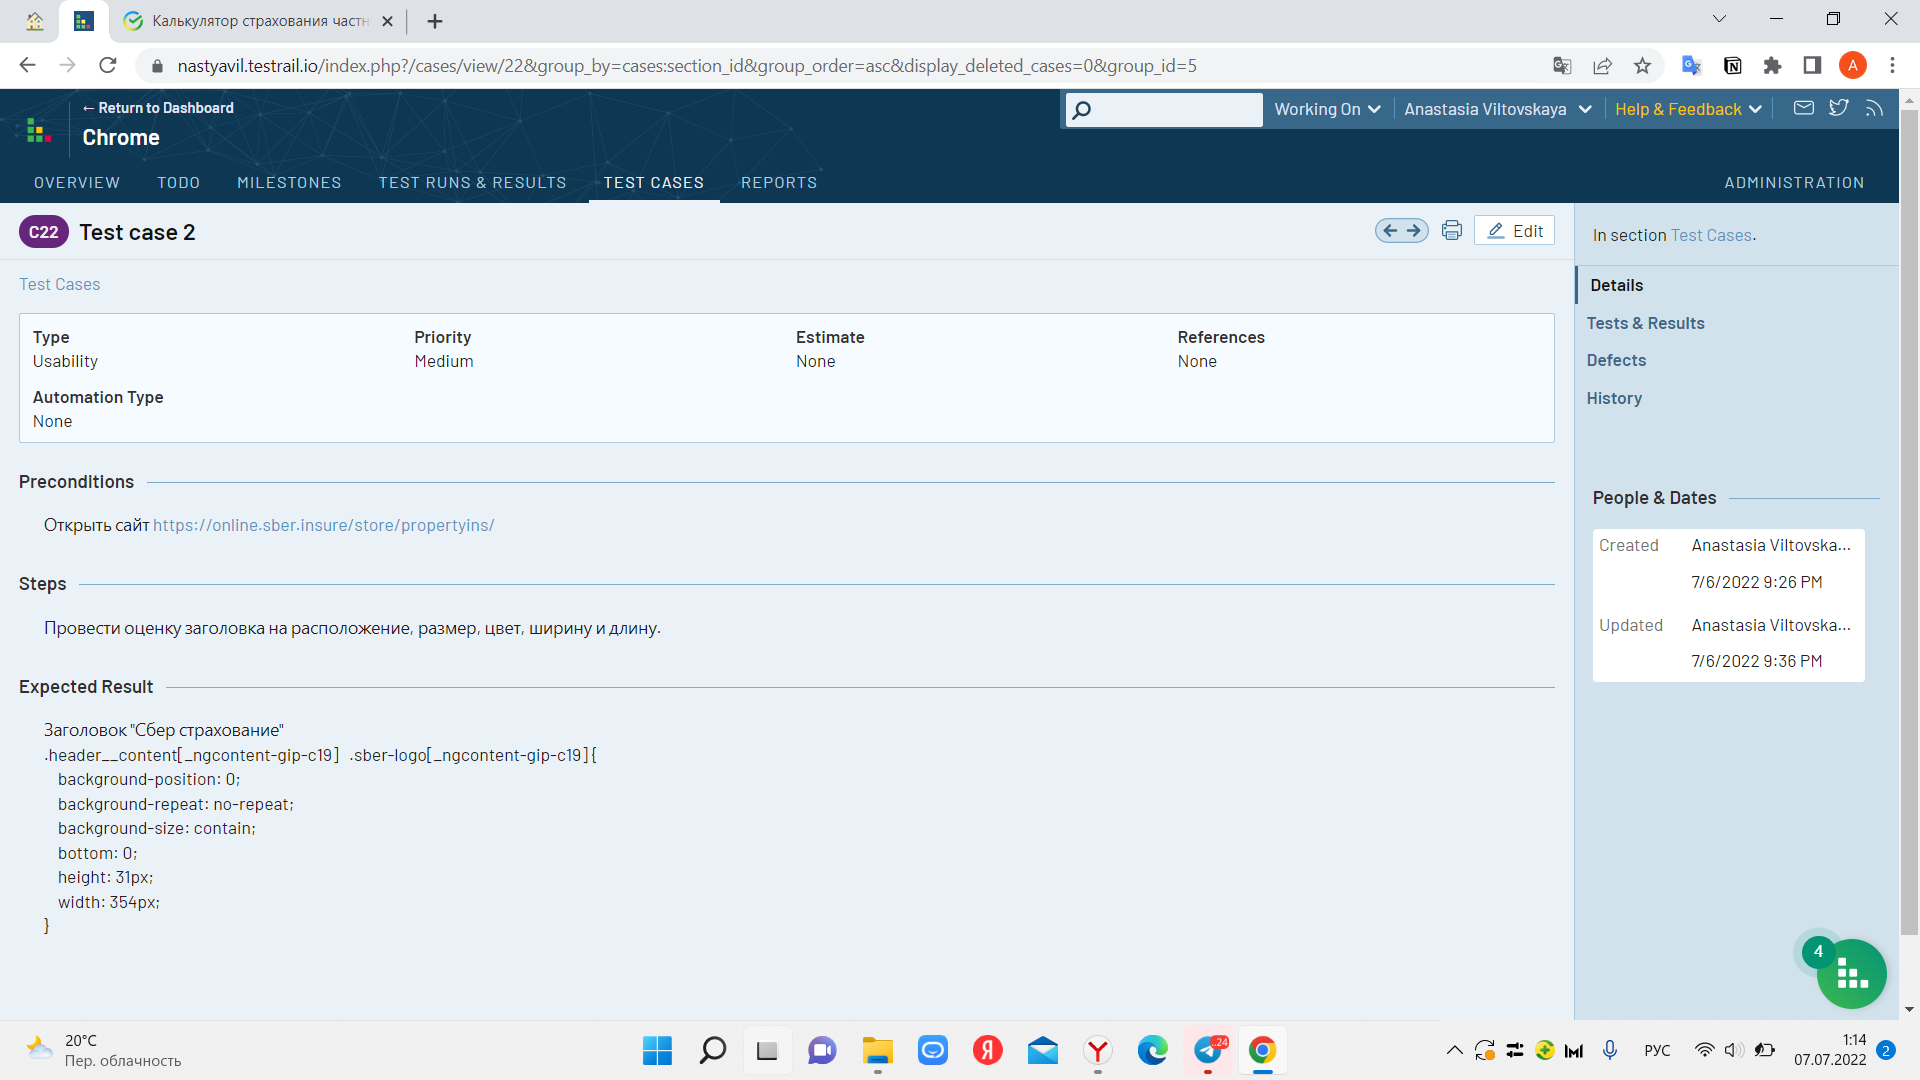 Калькулятор страхования частн
nastyavil.testrail.io/index.php?/cases/view/22&group_by=cases:section_id&group_order=asc&display_deleted_cases=0&group_id=5
A
← Return to Dashboard
Chrome
Working On
Anastasia Viltovskaya
Help & Feedback
OVERVIEW TODO MILESTONES TEST RUNS & RESULTS TEST CASES REPORTS ADMINISTRATION
C22 Test case 2
Edit
In section Test Cases.
Test Cases
Type Priority Estimate References
Usability Medium None None
Automation Type
None
Details
Tests & Results
Defects
History
Preconditions
Открыть сайт https://online.sber.insure/store/propertyins/
Steps
Провести оценку заголовка на расположение, размер, цвет, ширину и длину.
Expected Result
Заголовок "Сбер страхование"
.header__content[_ngcontent-gip-c19] .sber-logo[_ngcontent-gip-c19]{
background-position: 0;
background-repeat: no-repeat;
background-size: contain;
bottom: 0;
height: 31px;
width: 354px;
}
People & Dates
Created Anastasia Viltovska...
7/6/2022 9:26 PM
Updated Anastasia Viltovska...
7/6/2022 9:36 PM
4
20°C
Пер. облачность
..24
РУС
1:14
07.07.2022
2